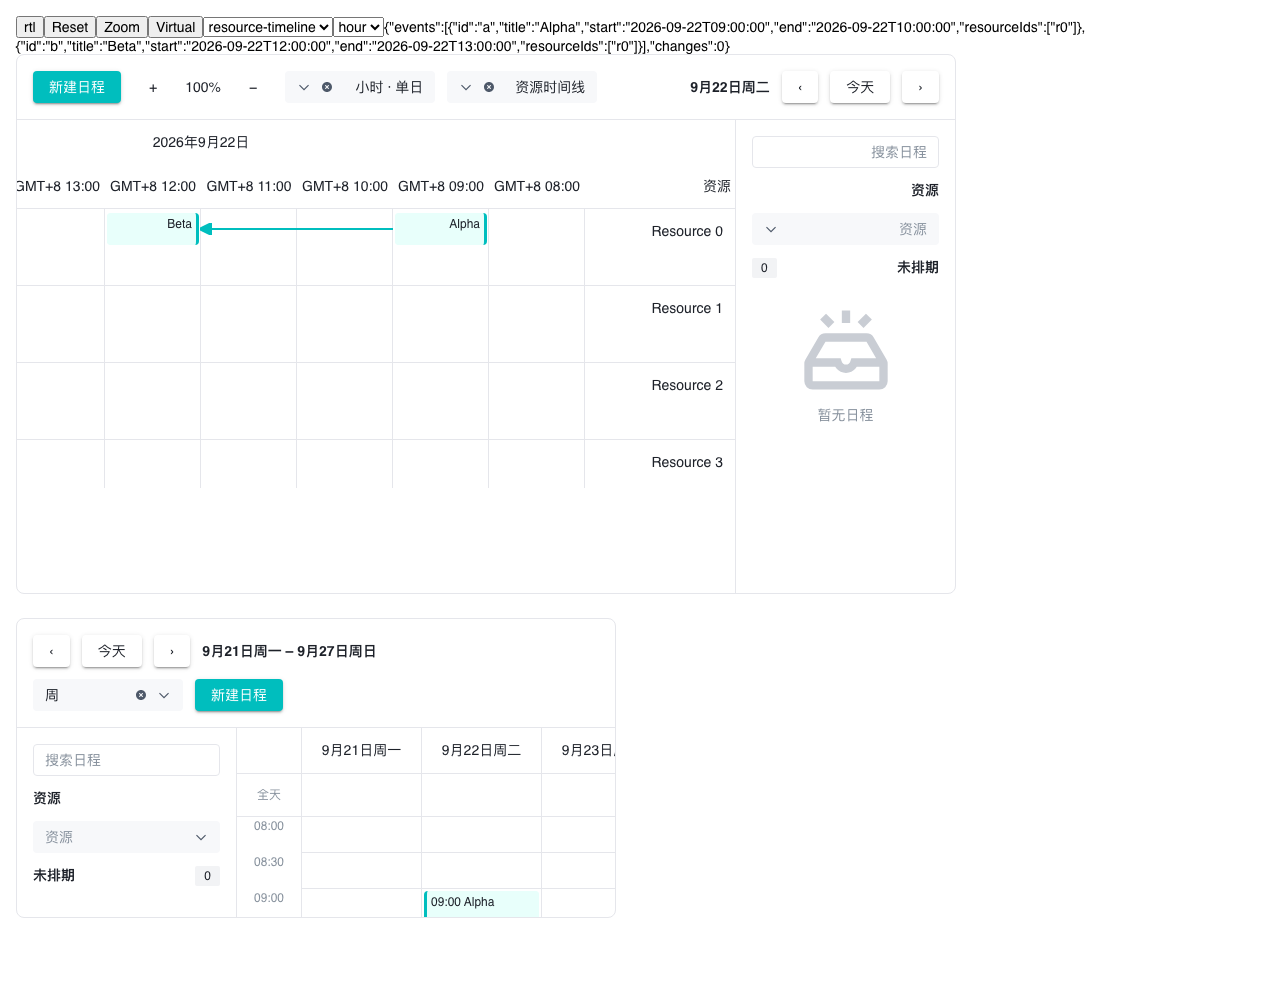 rtl Reset Zoom Virtual resource-timeline hour {"events":[{"id":"a","title":"Alpha","start":"2026-09-22T09:00:00","end":"2026-09-22T10:00:00","resourceIds":["r0"]},
{"id":"b","title":"Beta","start":"2026-09-22T12:00:00","end":"2026-09-22T13:00:00","resourceIds":["r0"]}],"changes":0}
新建日程 + 100% − 小时 · 单日 资源时间线 9月22日周二 ‹ 今天 ›
2026年9月22日
GMT+8 13:00 GMT+8 12:00 GMT+8 11:00 GMT+8 10:00 GMT+8 09:00 GMT+8 08:00 资源
Beta Alpha
Resource 0
Resource 1
Resource 2
Resource 3
搜索日程
资源
资源
0 未排期
暂无日程
‹ 今天 › 9月21日周一 – 9月27日周日
周 新建日程
搜索日程
资源
资源
未排期 0
9月21日周一 9月22日周二 9月23日
全天
08:00
08:30
09:00 09:00 Alpha